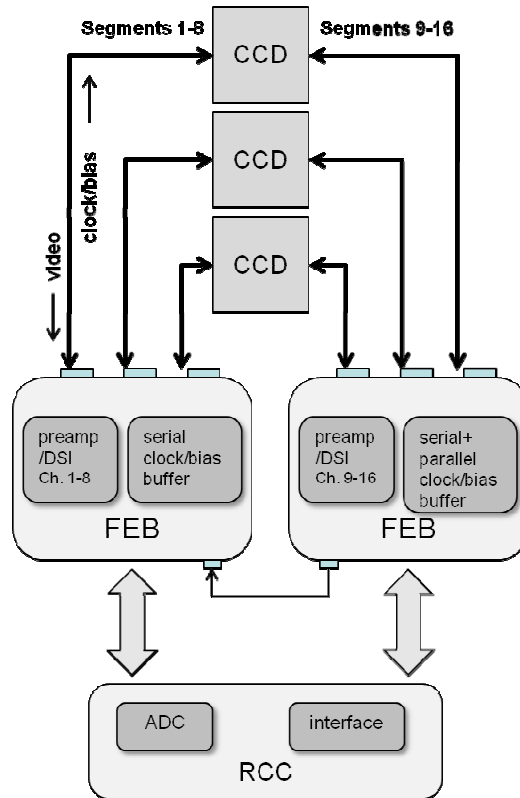 Segments 1-8
Segments 9-16
CCD
CCD
CCD
clock/bias
video
preamp
/DSI
Ch. 1-8
serial
clock/bias
buffer
FEB
preamp
/DSI
Ch. 9-16
serial+
parallel
clock/bias
buffer
FEB
ADC
interface
RCC